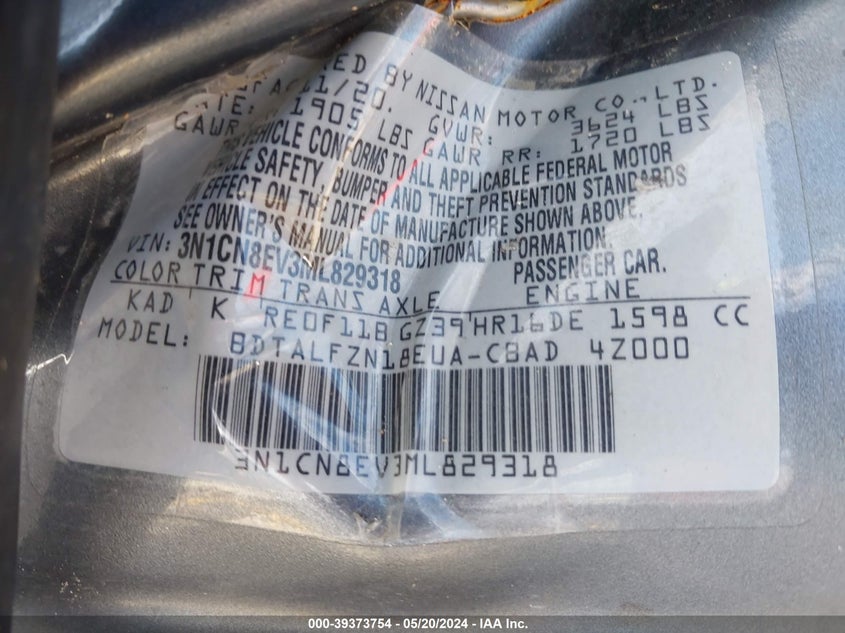 BY NISSAN MOTOR CO.,LTD.
11/20. GVWR: 3624 LBS
GAWR 1905 LBS GAWR RR: 1720 LBS
VEHICLE CONFORMS TO ALL APPLICABLE FEDERAL MOTOR
VEHICLE SAFETY, BUMPER AND THEFT PREVENTION STANDARDS
IN EFFECT ON THE DATE OF MANUFACTURE SHOWN ABOVE.
SEE OWNER'S MANUAL FOR ADDITIONAL INFORMATION.
VIN: 3N1CN8EV3ML829318 PASSENGER CAR.
COLOR TRIM TRANS AXLE ENGINE
KAD K RE0F11B GZ39 HR16DE 1598 CC
MODEL: BDTALFZN18EUA-CBAD 4Z000
3N1CN8EV3ML829318
000-39373754 — 05/20/2024 — IAA Inc.